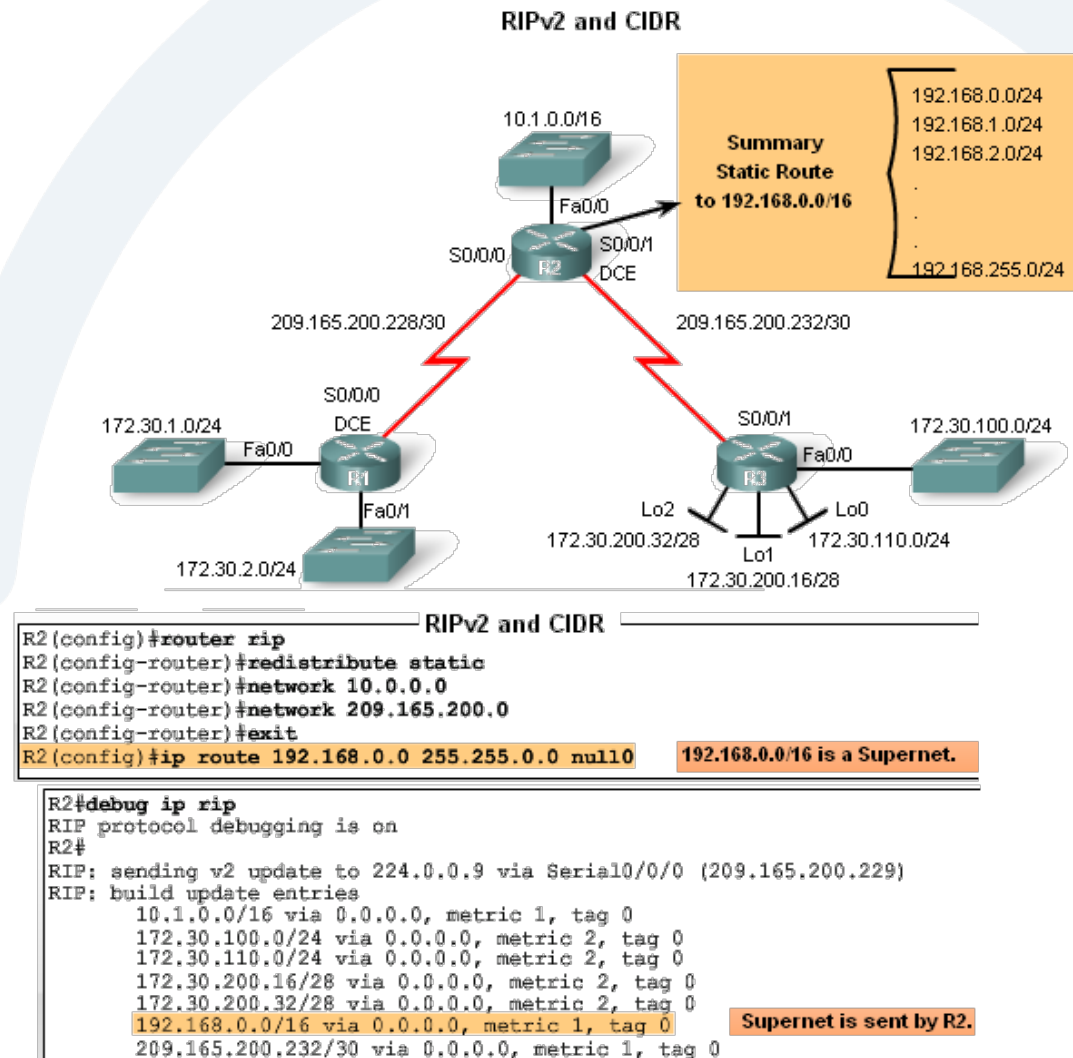 RIPv2 and CIDR
Summary
Static Route
to 192.168.0.0/16
192.168.0.0/24
192.168.1.0/24
192.168.2.0/24
.
.
.
192.168.255.0/24
10.1.0.0/16
Fa0/0
S0/0/0
R2
S0/0/1
DCE
209.165.200.228/30
209.165.200.232/30
S0/0/0
DCE
172.30.1.0/24
Fa0/0
R1
Fa0/1
172.30.2.0/24
S0/0/1
172.30.100.0/24
Fa0/0
R3
Lo2
Lo0
172.30.200.32/28
172.30.110.0/24
Lo1
172.30.200.16/28
RIPv2 and CIDR
R2(config)#router rip
R2(config-router)#redistribute static
R2(config-router)#network 10.0.0.0
R2(config-router)#network 209.165.200.0
R2(config-router)#exit
R2(config)#ip route 192.168.0.0 255.255.0.0 null0
192.168.0.0/16 is a Supernet.
R2#debug ip rip
RIP protocol debugging is on
R2#
RIP: sending v2 update to 224.0.0.9 via Serial0/0/0 (209.165.200.229)
RIP: build update entries
10.1.0.0/16 via 0.0.0.0, metric 1, tag 0
172.30.100.0/24 via 0.0.0.0, metric 2, tag 0
172.30.110.0/24 via 0.0.0.0, metric 2, tag 0
172.30.200.16/28 via 0.0.0.0, metric 2, tag 0
172.30.200.32/28 via 0.0.0.0, metric 2, tag 0
192.168.0.0/16 via 0.0.0.0, metric 1, tag 0
Supernet is sent by R2.
209.165.200.232/30 via 0.0.0.0, metric 1, tag 0